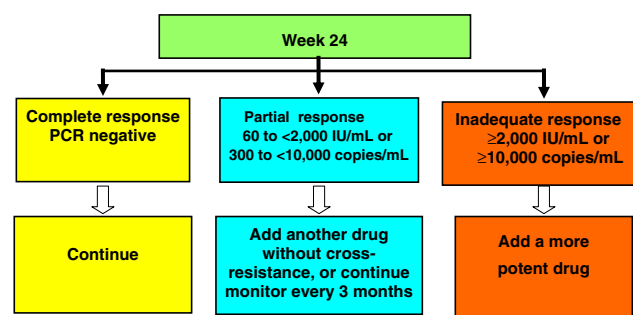 Week 24
Complete response
PCR negative
Partial response
60 to <2,000 IU/mL or
300 to <10,000 copies/mL
Inadequate response
≥2,000 IU/mL or
≥10,000 copies/mL
Continue
Add another drug
without cross-
resistance, or continue
monitor every 3 months
Add a more
potent drug